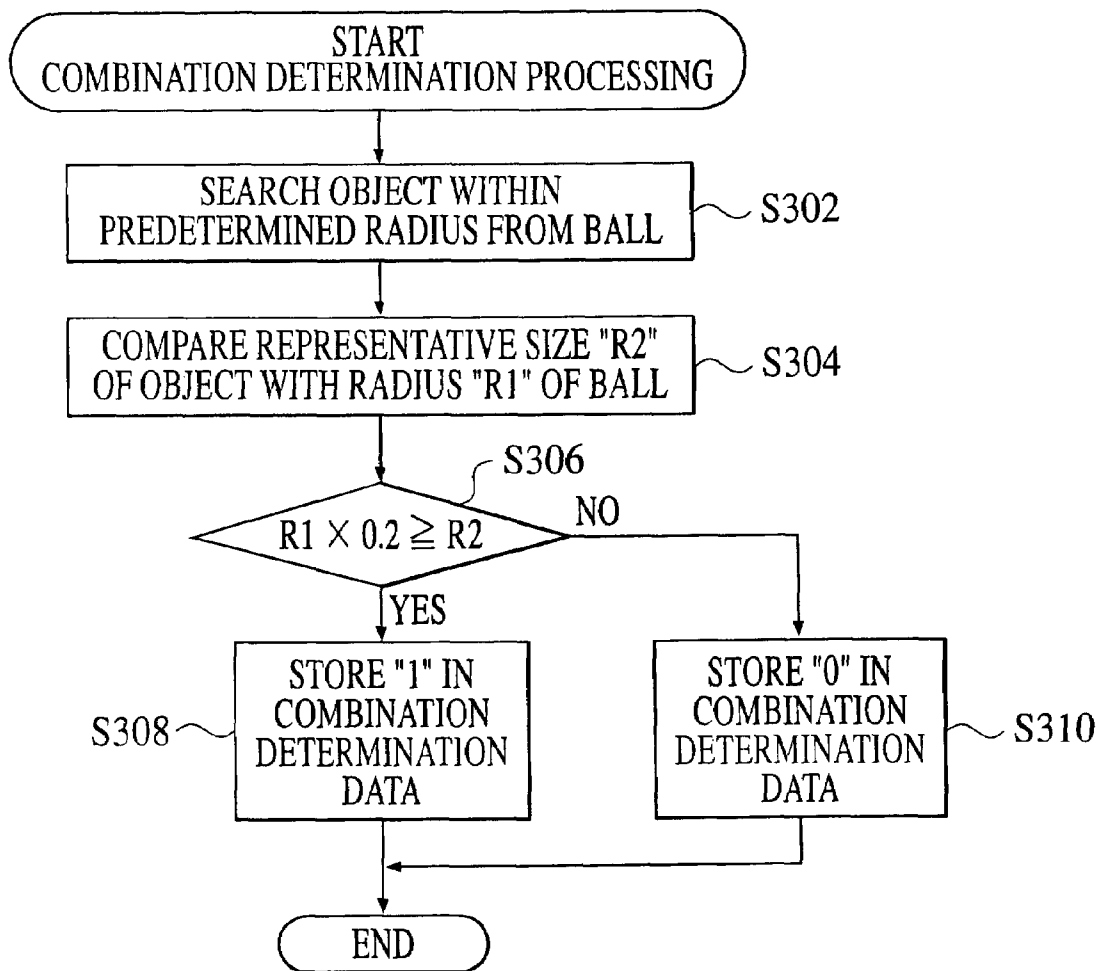 START
COMBINATION DETERMINATION PROCESSING
SEARCH OBJECT WITHIN
PREDETERMINED RADIUS FROM BALL
S302
COMPARE REPRESENTATIVE SIZE "R2"
OF OBJECT WITH RADIUS "R1" OF BALL
S304
S306
R1 × 0.2 ≧ R2
NO
YES
STORE "1" IN
COMBINATION
DETERMINATION
DATA
S308
STORE "0" IN
COMBINATION
DETERMINATION
DATA
S310
END